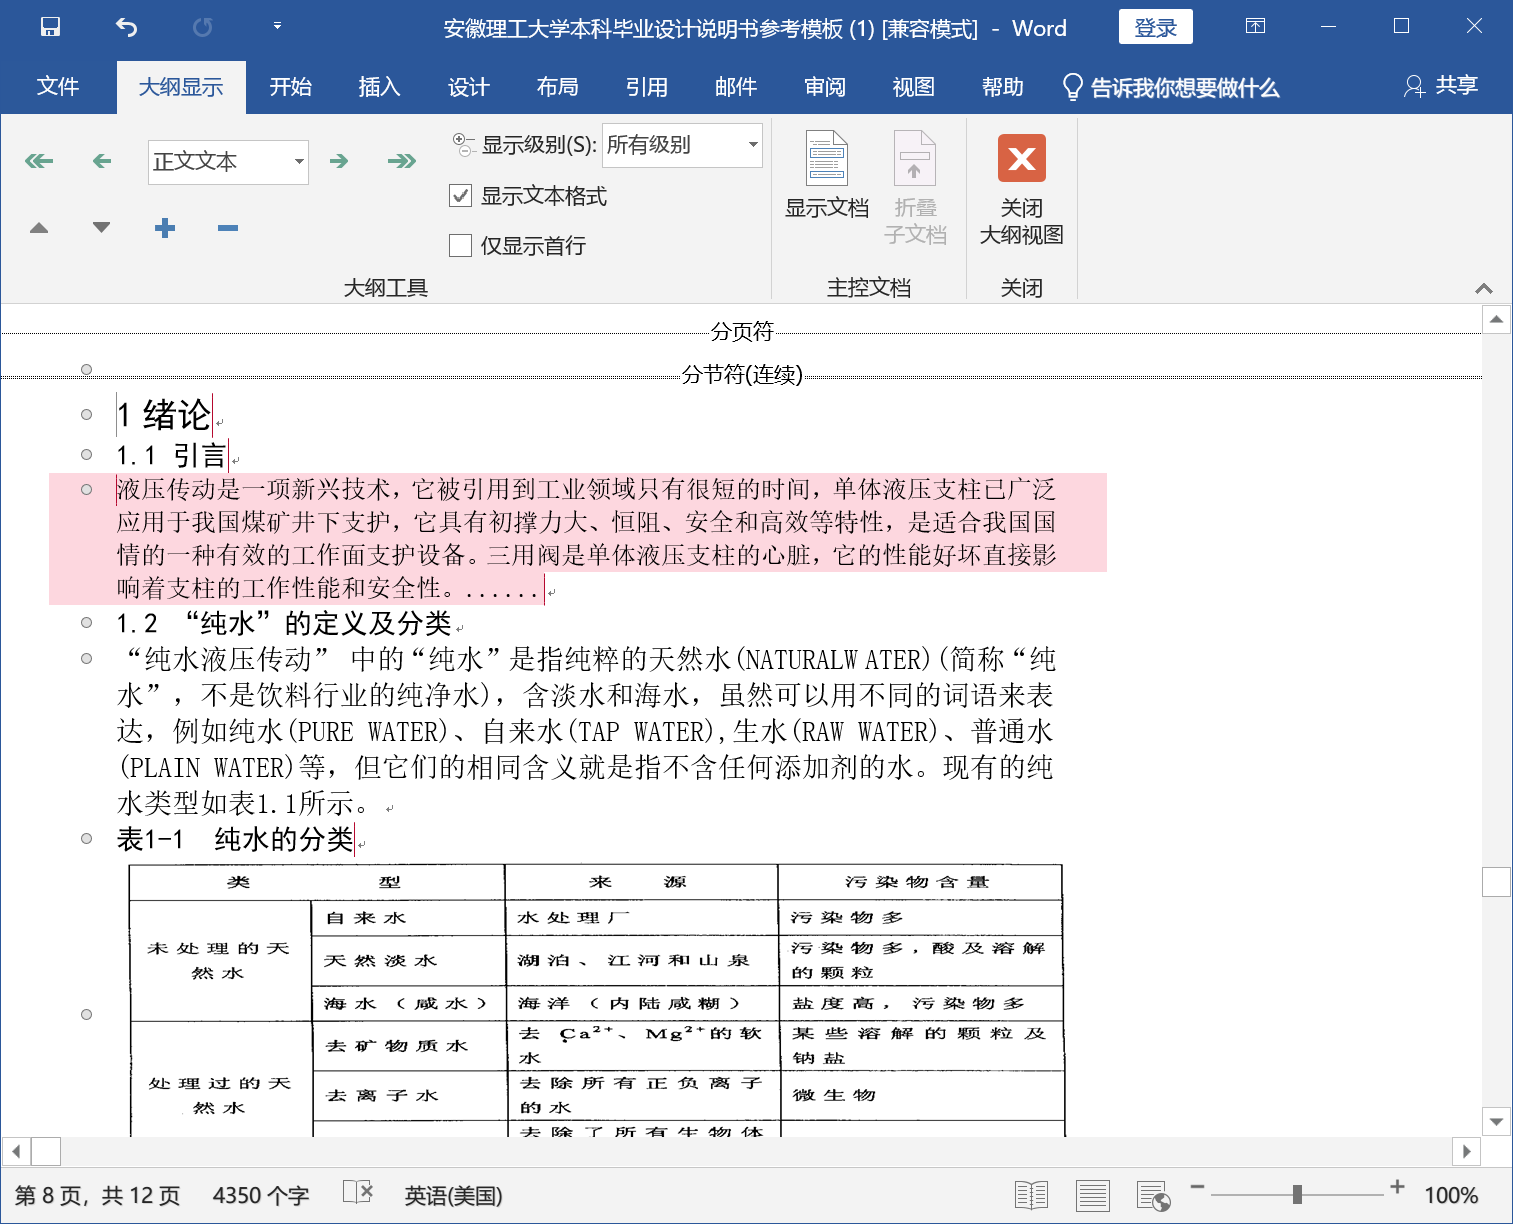 安徽理工大学本科毕业设计说明书参考模板 (1) [兼容模式] - Word
登录
文件 大纲显示 开始 插入 设计 布局 引用 邮件 审阅 视图 帮助 告诉我你想要做什么 共享
正文文本
显示级别(S): 所有级别
显示文本格式
仅显示首行
大纲工具
显示文档
折叠
子文档
主控文档
关闭
大纲视图
关闭
分页符
分节符(连续)
1 绪论
1.1 引言
液压传动是一项新兴技术，它被引用到工业领域只有很短的时间，单体液压支柱已广泛
应用于我国煤矿井下支护，它具有初撑力大、恒阻、安全和高效等特性，是适合我国国
情的一种有效的工作面支护设备。三用阀是单体液压支柱的心脏，它的性能好坏直接影
响着支柱的工作性能和安全性。......
1.2 “纯水”的定义及分类
“纯水液压传动” 中的“纯水”是指纯粹的天然水(NATURALW ATER)(简称“纯
水”，不是饮料行业的纯净水)，含淡水和海水，虽然可以用不同的词语来表
达，例如纯水(PURE WATER)、自来水(TAP WATER),生水(RAW WATER)、普通水
(PLAIN WATER)等，但它们的相同含义就是指不含任何添加剂的水。现有的纯
水类型如表1.1所示。
表1-1 纯水的分类
类 型 来 源 污染物含量
未处理的天然水
自来水 水处理厂 污染物多
天然淡水 湖泊、江河和山泉 污染物多，酸及溶解的颗粒
海水（咸水） 海洋（内陆咸糊） 盐度高，污染物多
处理过的天然水
去矿物质水 去 Ca²⁺、Mg²⁺的软水 某些溶解的颗粒及钠盐
去离子水 去除所有正负离子的水 微生物
去除了所有生物体
第 8 页，共 12 页 4350 个字 英语(美国) 100%